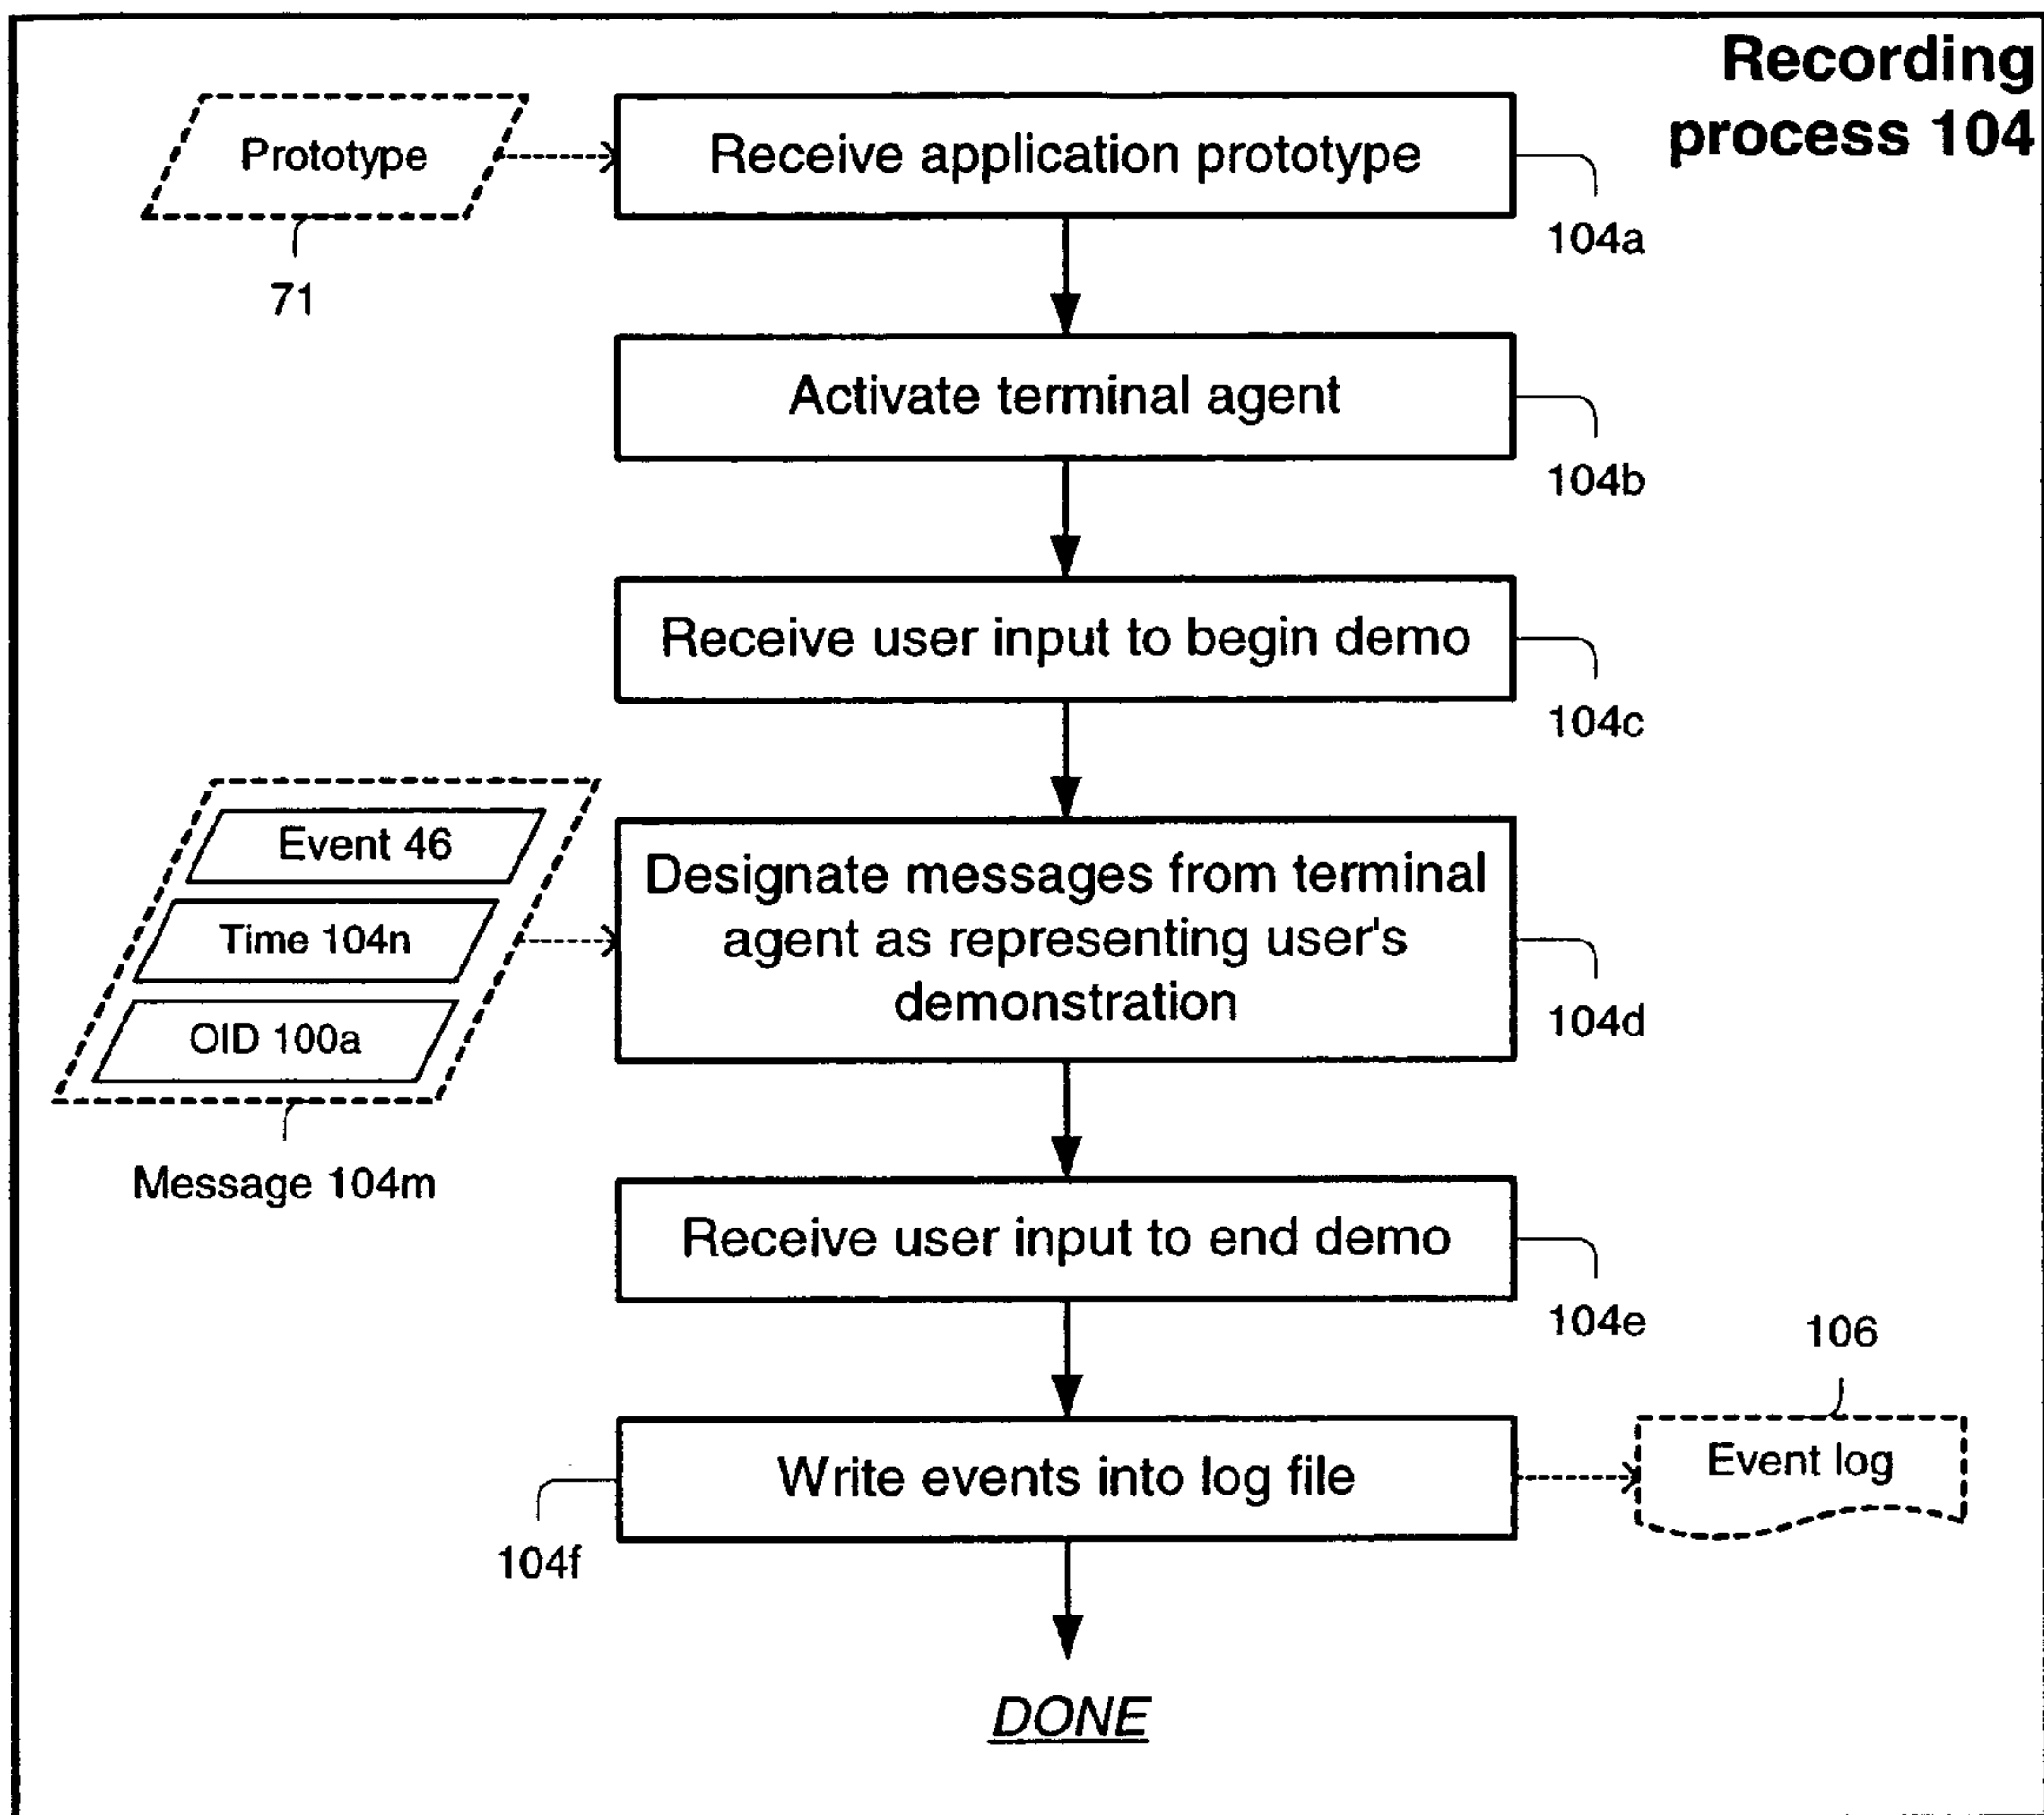 Recording
process 104
Prototype
71
Receive application prototype
104a
Activate terminal agent
104b
Receive user input to begin demo
104c
Event 46
Time 104n
OID 100a
Message 104m
Designate messages from terminal
agent as representing user's
demonstration
104d
Receive user input to end demo
104e
106
Write events into log file
104f
Event log
DONE